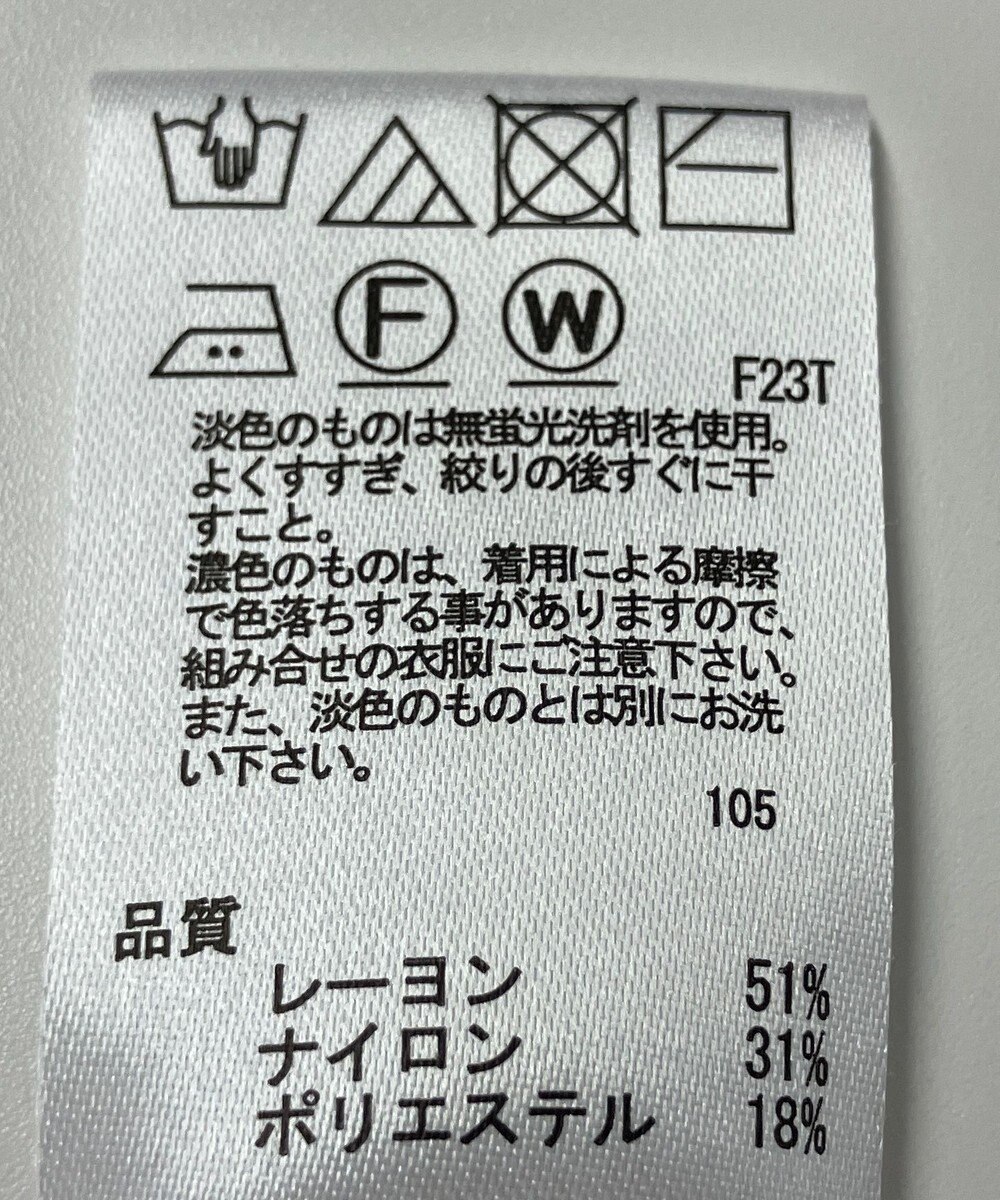 F W
F23T
淡色のものは無蛍光洗剤を使用。
よくすすぎ、絞りの後すぐに干
すこと。
濃色のものは、着用による摩擦
で色落ちする事がありますので、
組み合せの衣服にご注意下さい。
また、淡色のものとは別にお洗
い下さい。
105
品質
レーヨン 51%
ナイロン 31%
ポリエステル 18%